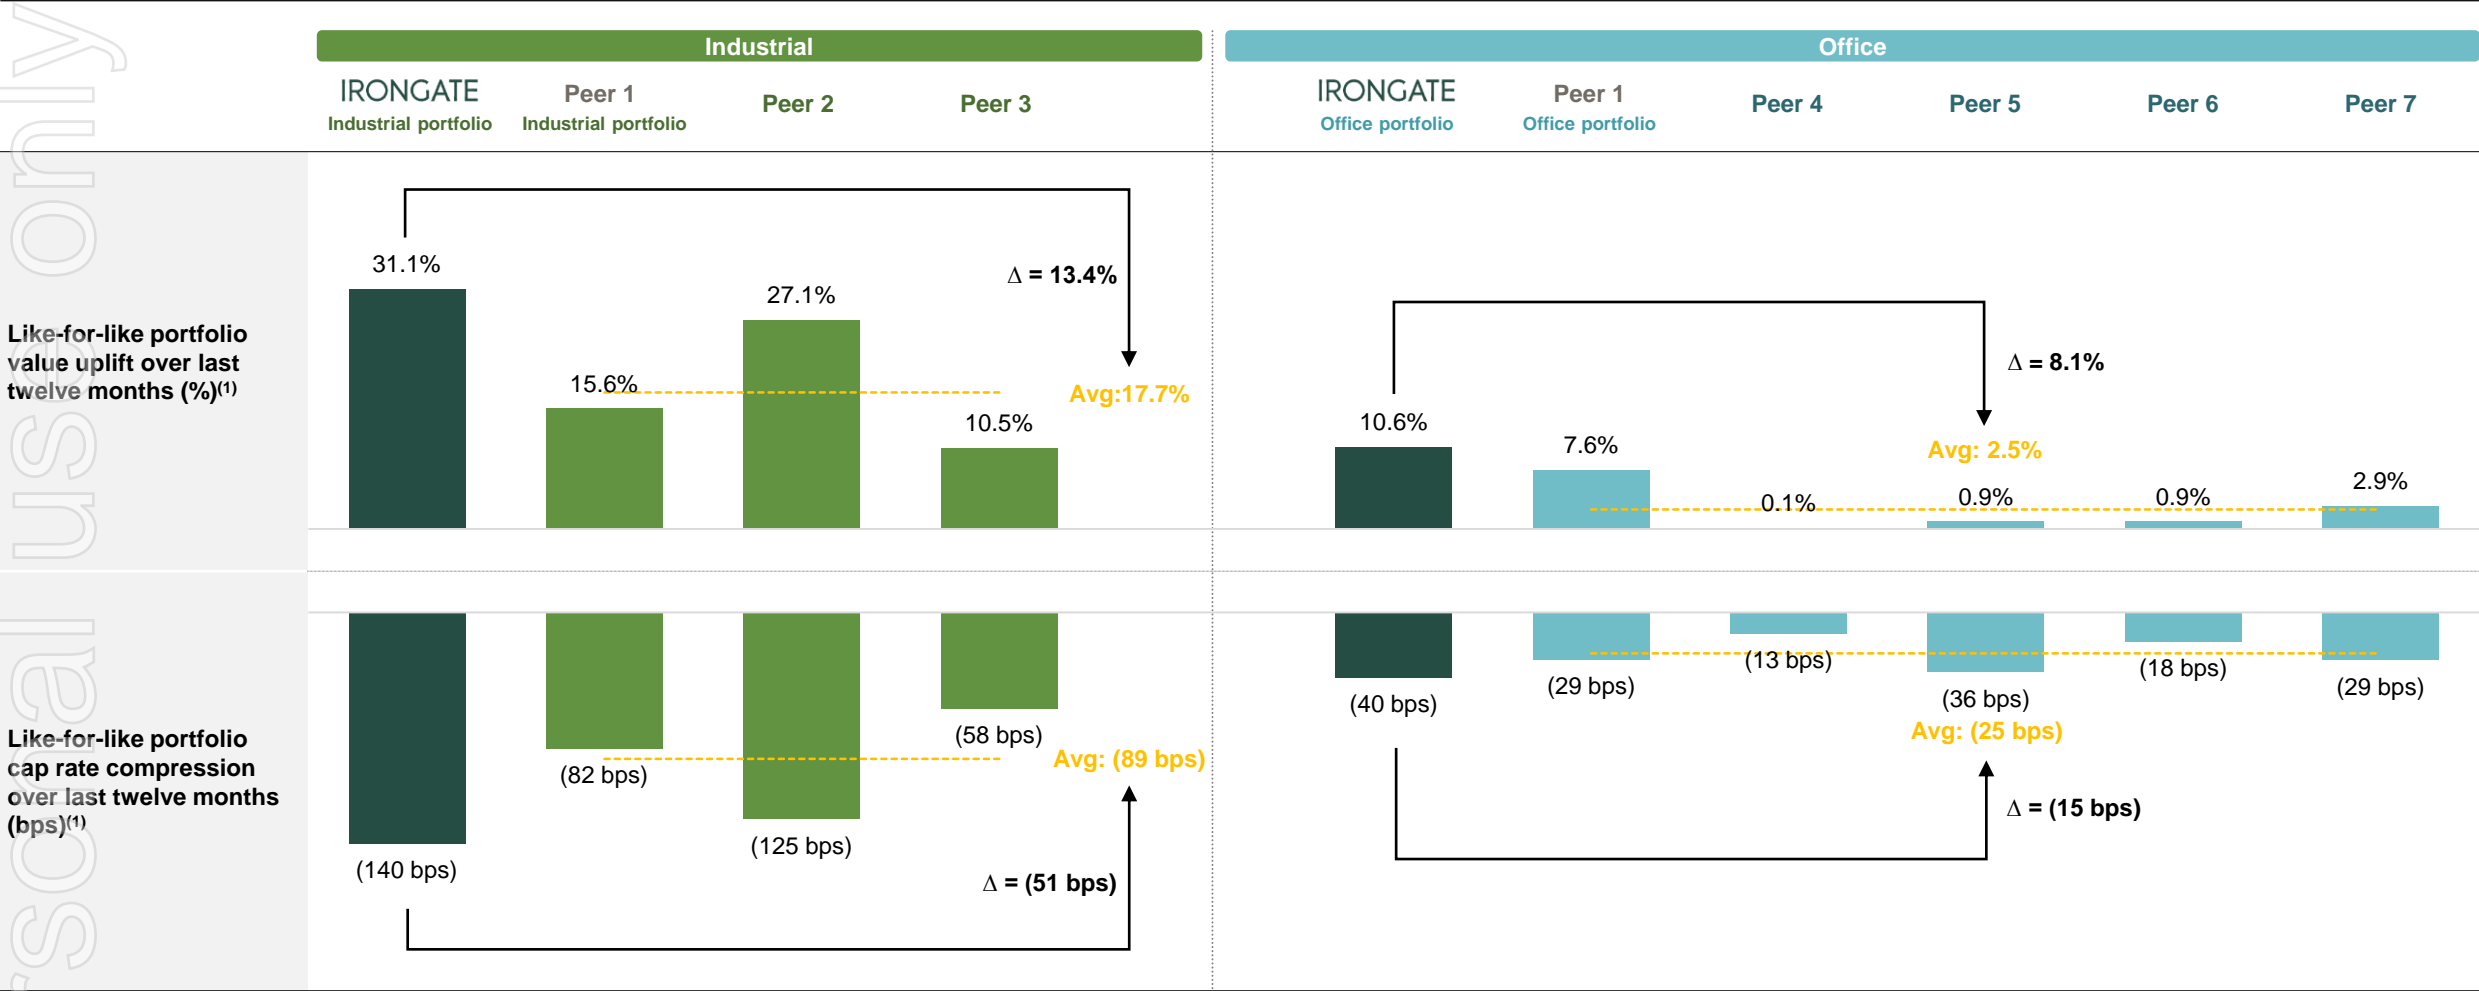 Industrial
Office
IRONGATE
Industrial portfolio
Peer 1
Industrial portfolio
Peer 2
Peer 3
IRONGATE
Office portfolio
Peer 1
Office portfolio
Peer 4
Peer 5
Peer 6
Peer 7
Like-for-like portfolio
value uplift over last
twelve months (%)(1)
31.1%
15.6%
27.1%
10.5%
Δ = 13.4%
Avg:17.7%
10.6%
7.6%
0.1%
0.9%
0.9%
2.9%
Δ = 8.1%
Avg: 2.5%
Like-for-like portfolio
cap rate compression
over last twelve months
(bps)(1)
(140 bps)
(82 bps)
(125 bps)
(58 bps)
Avg: (89 bps)
Δ = (51 bps)
(40 bps)
(29 bps)
(13 bps)
(36 bps)
(18 bps)
(29 bps)
Avg: (25 bps)
Δ = (15 bps)
rsonal use only